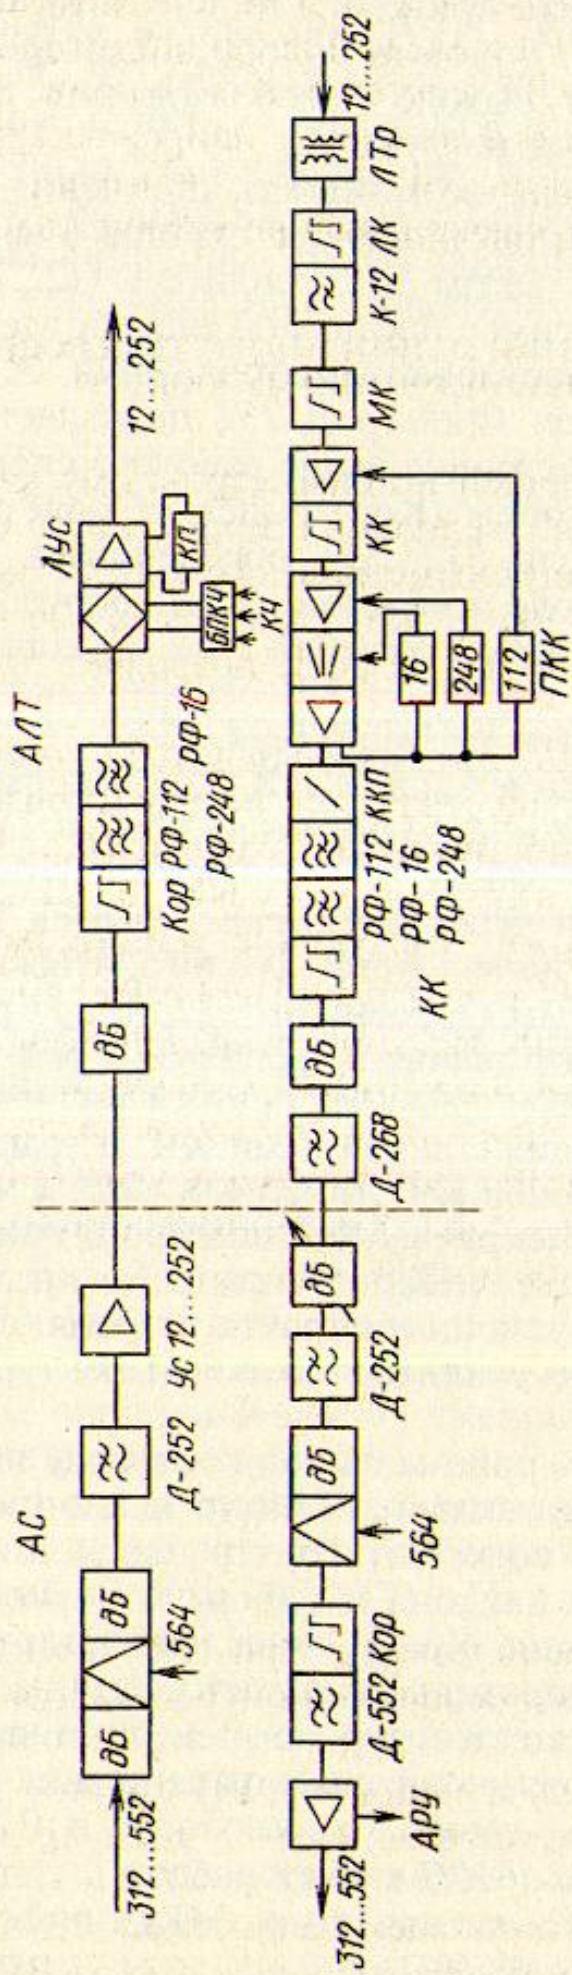 АС
АЛТ
312...552
дБ
дБ
564
Д-252
УС 12...252
дБ
Кор
РФ-112
РФ-248
РФ-16
ЛУс
БПКЧ
КЧ
КП
12...252
312...552
АРУ
Д-552
Кор
дБ
564
Д-252
дБ
Д-268
дБ
КК
РФ-112
РФ-16
РФ-248
ККП
16
248
112
ПКК
КК
МК
К-12
ЛК
ЛТр
12...252